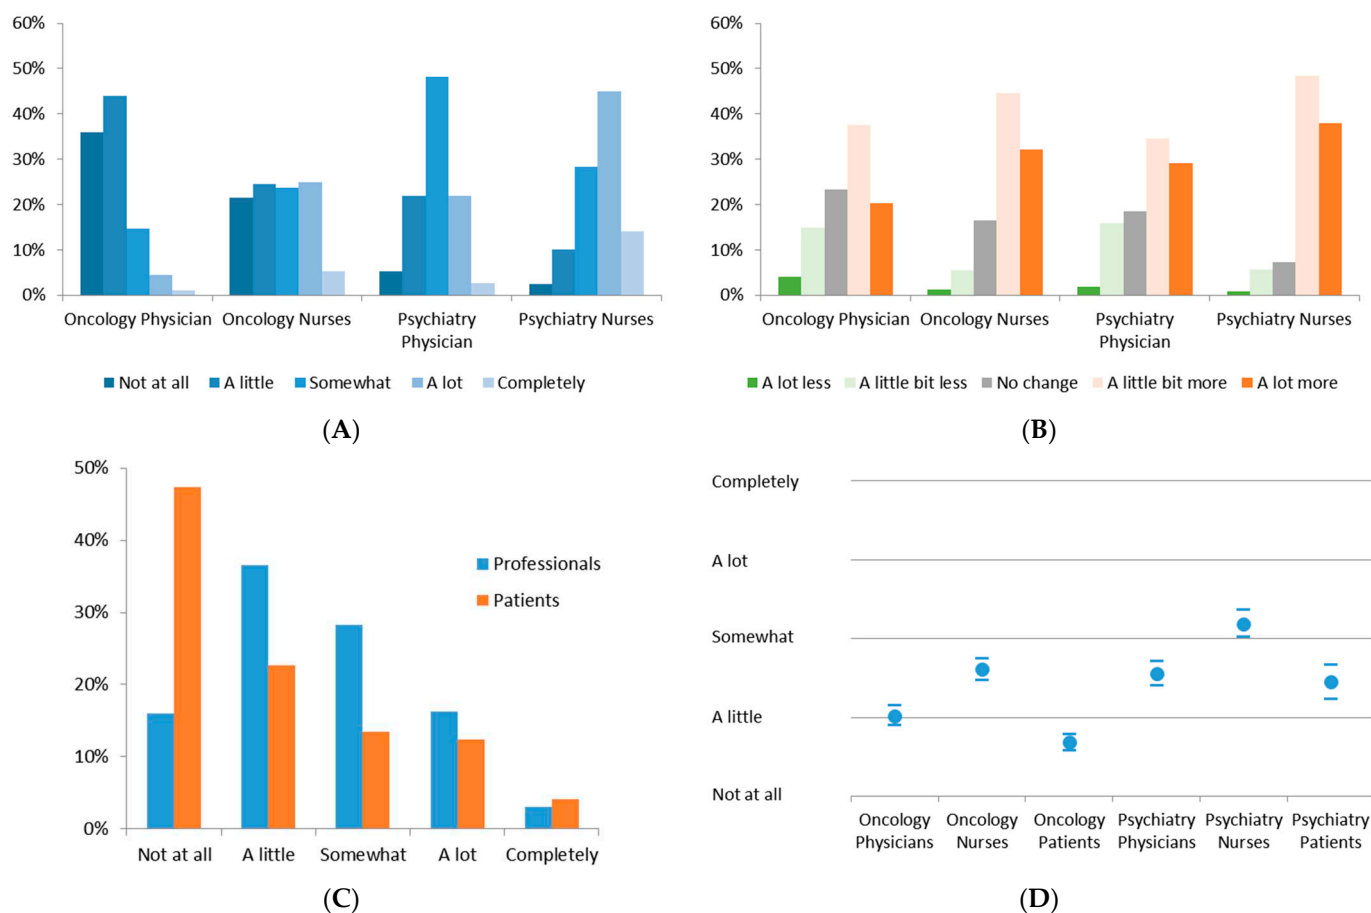 60%
50%
40%
30%
20%
10%
0%
Oncology Physician Oncology Nurses Psychiatry Physician Psychiatry Nurses
Not at all A little Somewhat A lot Completely
(A)
60%
50%
40%
30%
20%
10%
0%
Oncology Physician Oncology Nurses Psychiatry Physician Psychiatry Nurses
A lot less A little bit less No change A little bit more A lot more
(B)
50%
40%
30%
20%
10%
0%
Professionals
Patients
Not at all A little Somewhat A lot Completely
(C)
Completely
A lot
Somewhat
A little
Not at all
Oncology Physicians Oncology Nurses Oncology Patients Psychiatry Physicians Psychiatry Nurses Psychiatry Patients
(D)